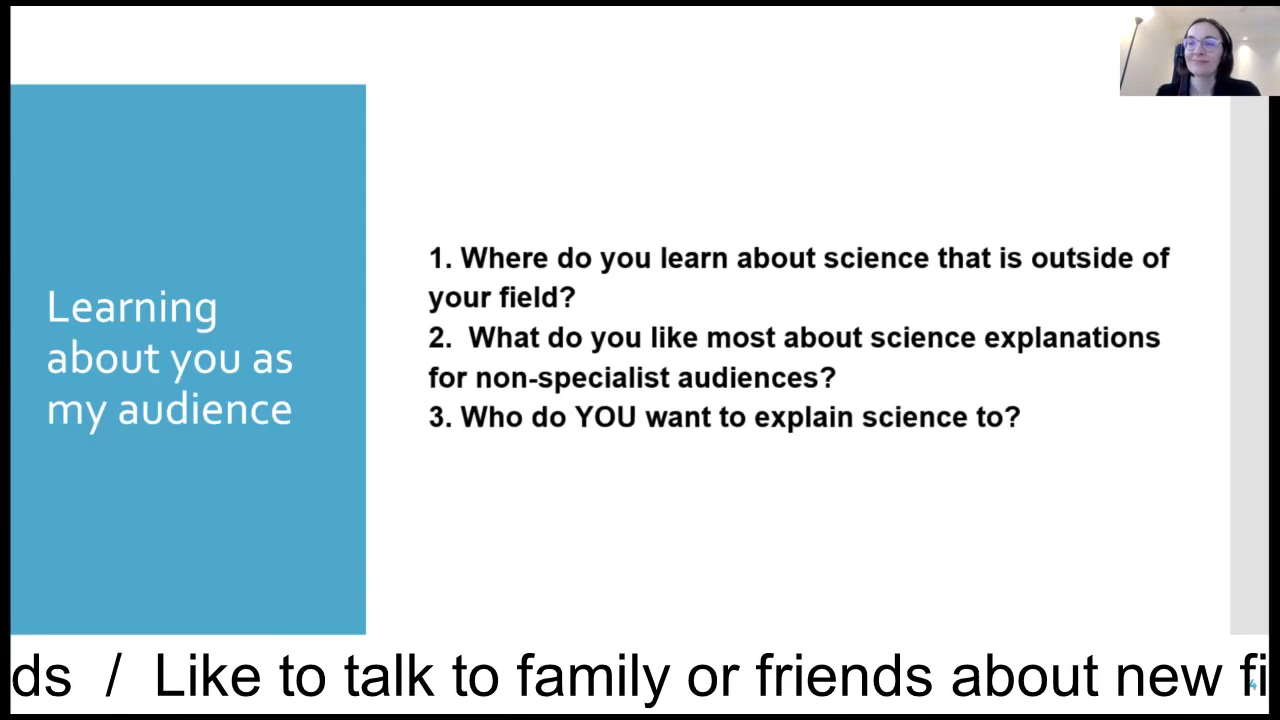 Learning
about you as
my audience
1. Where do you learn about science that is outside of
your field?
2. What do you like most about science explanations
for non-specialist audiences?
3. Who do YOU want to explain science to?
ds / Like to talk to family or friends about new fi
4